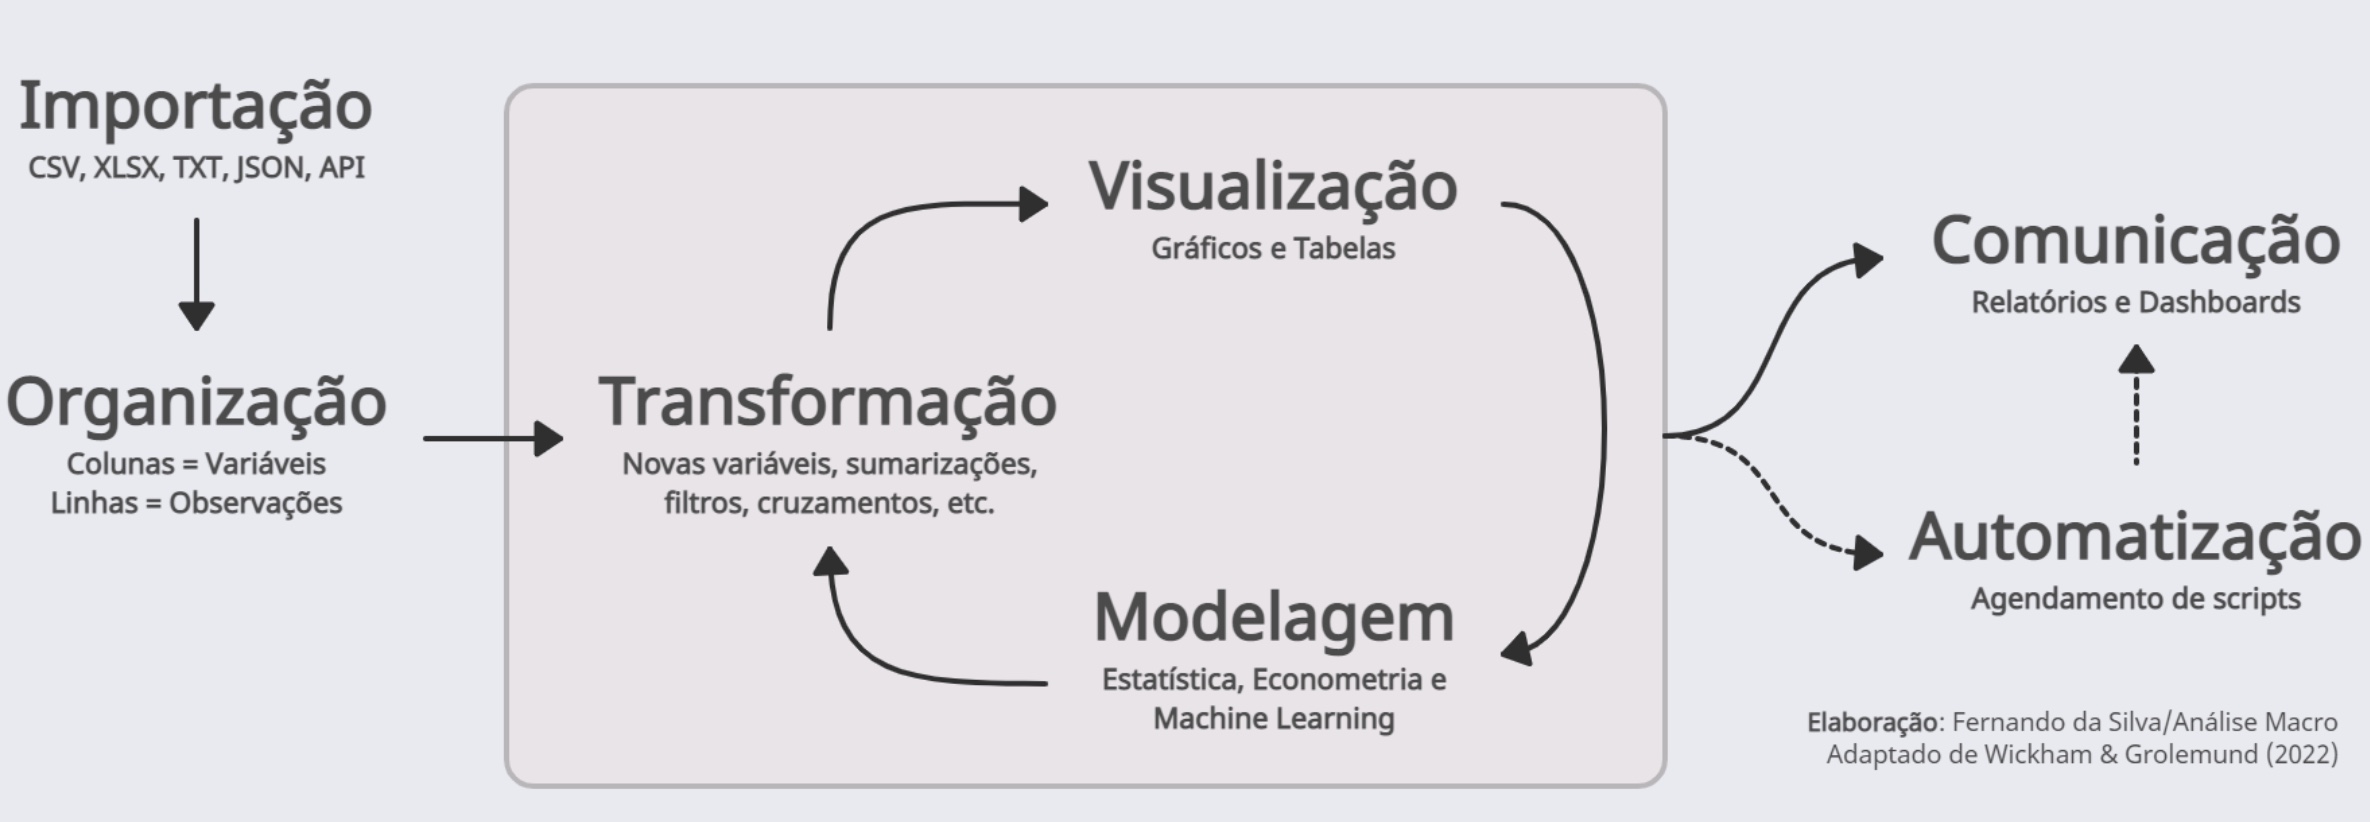 Importação
CSV, XLSX, TXT, JSON, API
Organização
Colunas = Variáveis
Linhas = Observações
Transformação
Novas variáveis, sumarizações,
filtros, cruzamentos, etc.
Visualização
Gráficos e Tabelas
Modelagem
Estatística, Econometria e
Machine Learning
Comunicação
Relatórios e Dashboards
Automatização
Agendamento de scripts
Elaboração: Fernando da Silva/Análise Macro
Adaptado de Wickham & Grolemund (2022)